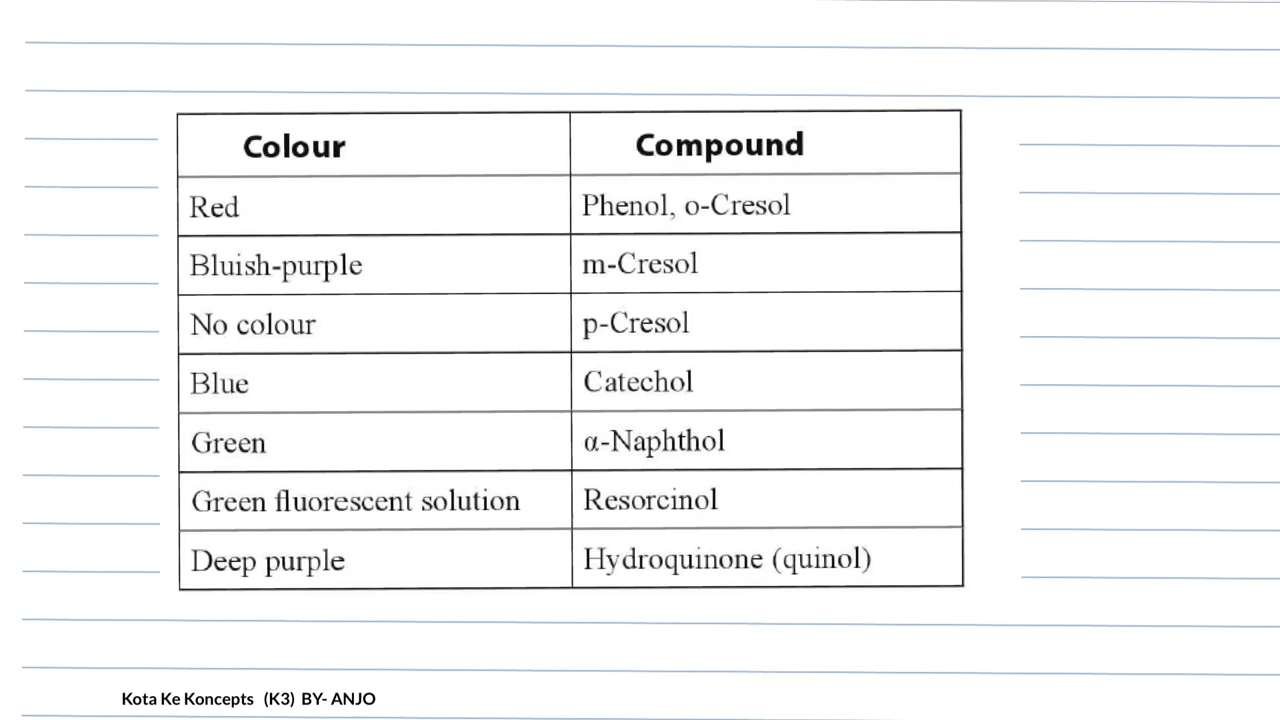 Colour Compound
Red Phenol, o-Cresol
Bluish-purple m-Cresol
No colour p-Cresol
Blue Catechol
Green α-Naphthol
Green fluorescent solution Resorcinol
Deep purple Hydroquinone (quinol)
Kota Ke Koncepts (K3) BY- ANJO